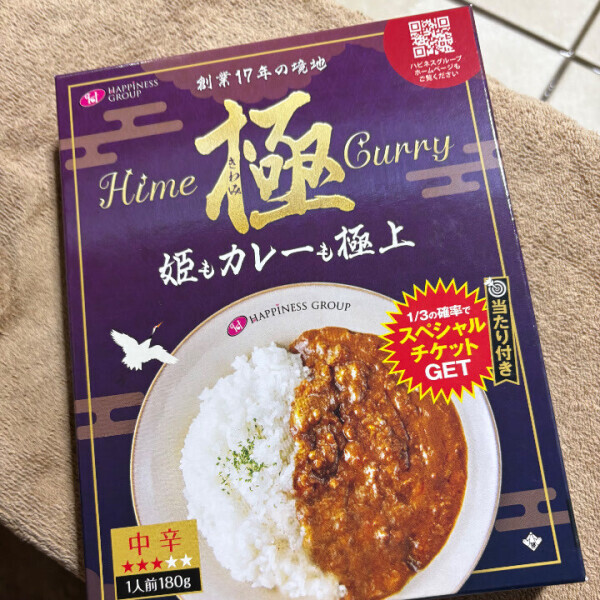 HAPPINESS
GROUP
創業17年の境地
ハピネスグループ
ホームページも
ご覧ください
Hime
極
きわみ
Curry
姫もカレーも極上
HAPPINESS GROUP
1/3の確率で
スペシャル
チケット
GET
当たり付き
中辛
★★★★★
1人前180g